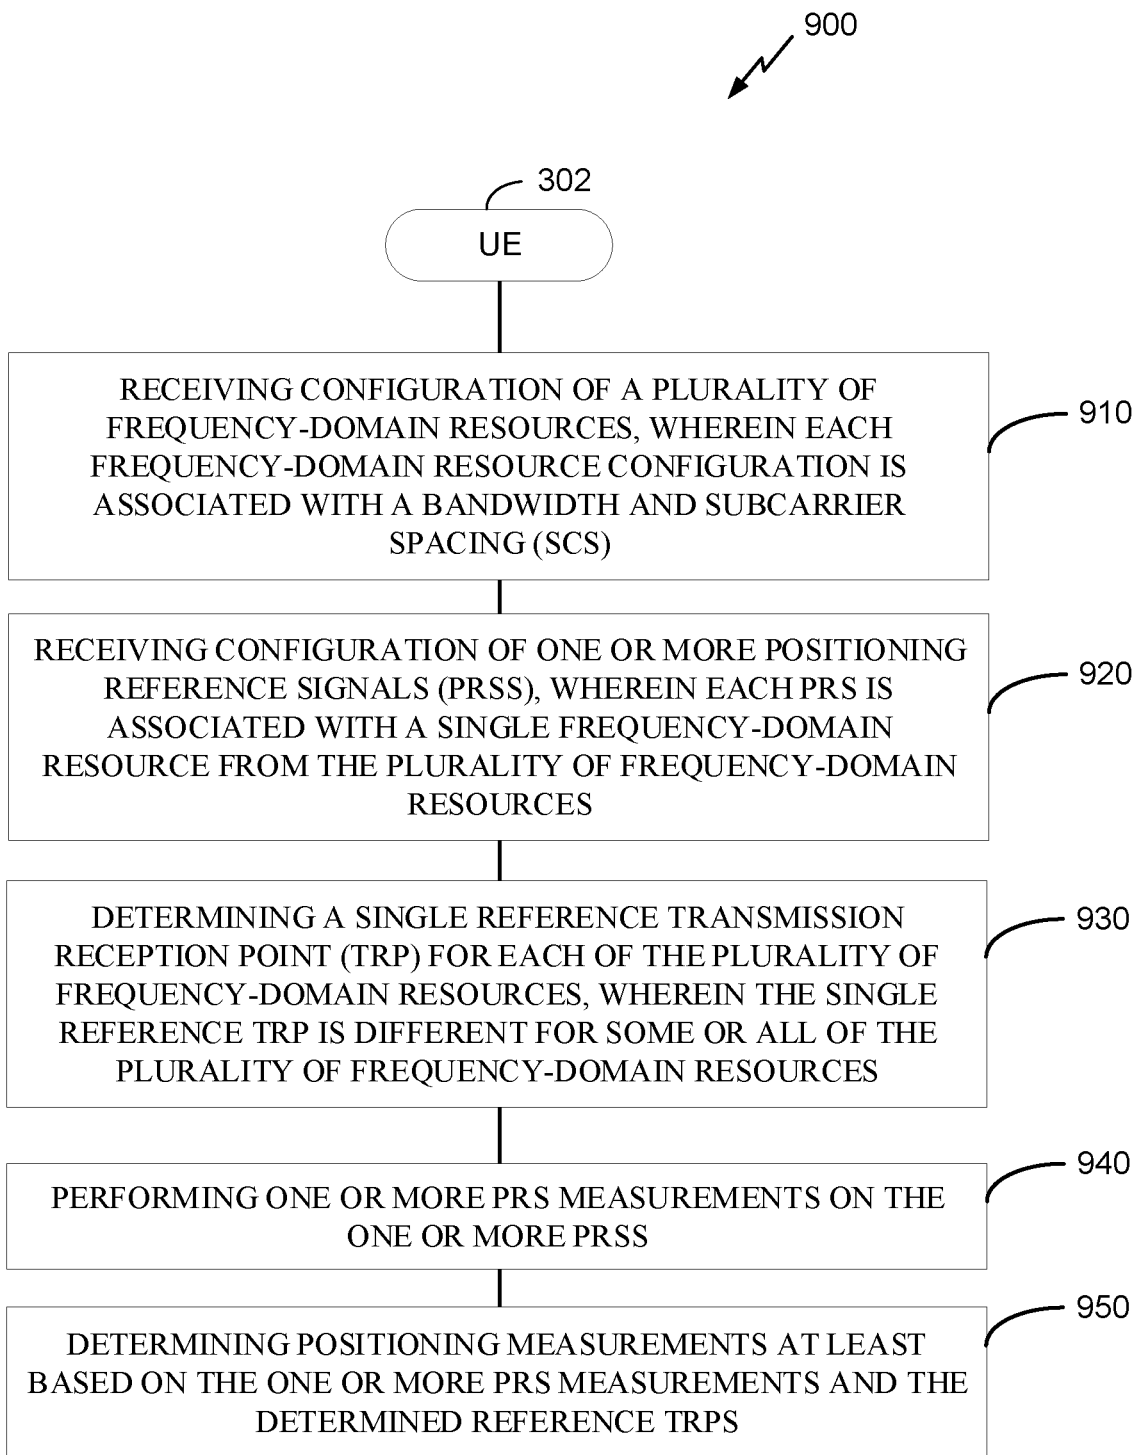 900
302
UE
RECEIVING CONFIGURATION OF A PLURALITY OF
FREQUENCY-DOMAIN RESOURCES, WHEREIN EACH
FREQUENCY-DOMAIN RESOURCE CONFIGURATION IS
ASSOCIATED WITH A BANDWIDTH AND SUBCARRIER
SPACING (SCS)
910
RECEIVING CONFIGURATION OF ONE OR MORE POSITIONING
REFERENCE SIGNALS (PRSS), WHEREIN EACH PRS IS
ASSOCIATED WITH A SINGLE FREQUENCY-DOMAIN
RESOURCE FROM THE PLURALITY OF FREQUENCY-DOMAIN
RESOURCES
920
DETERMINING A SINGLE REFERENCE TRANSMISSION
RECEPTION POINT (TRP) FOR EACH OF THE PLURALITY OF
FREQUENCY-DOMAIN RESOURCES, WHEREIN THE SINGLE
REFERENCE TRP IS DIFFERENT FOR SOME OR ALL OF THE
PLURALITY OF FREQUENCY-DOMAIN RESOURCES
930
PERFORMING ONE OR MORE PRS MEASUREMENTS ON THE
ONE OR MORE PRSS
940
DETERMINING POSITIONING MEASUREMENTS AT LEAST
BASED ON THE ONE OR MORE PRS MEASUREMENTS AND THE
DETERMINED REFERENCE TRPS
950